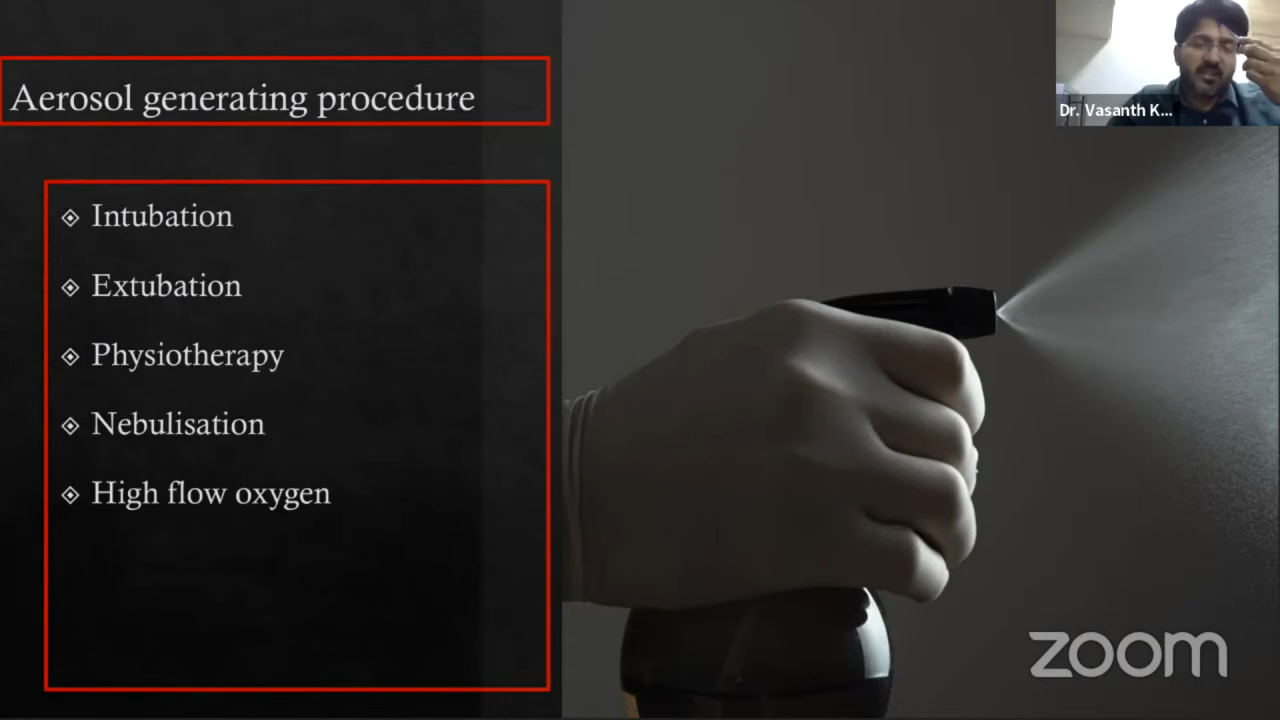 Aerosol generating procedure
Intubation
Extubation
Physiotherapy
Nebulisation
High flow oxygen
Dr. Vasanth K...
zoom